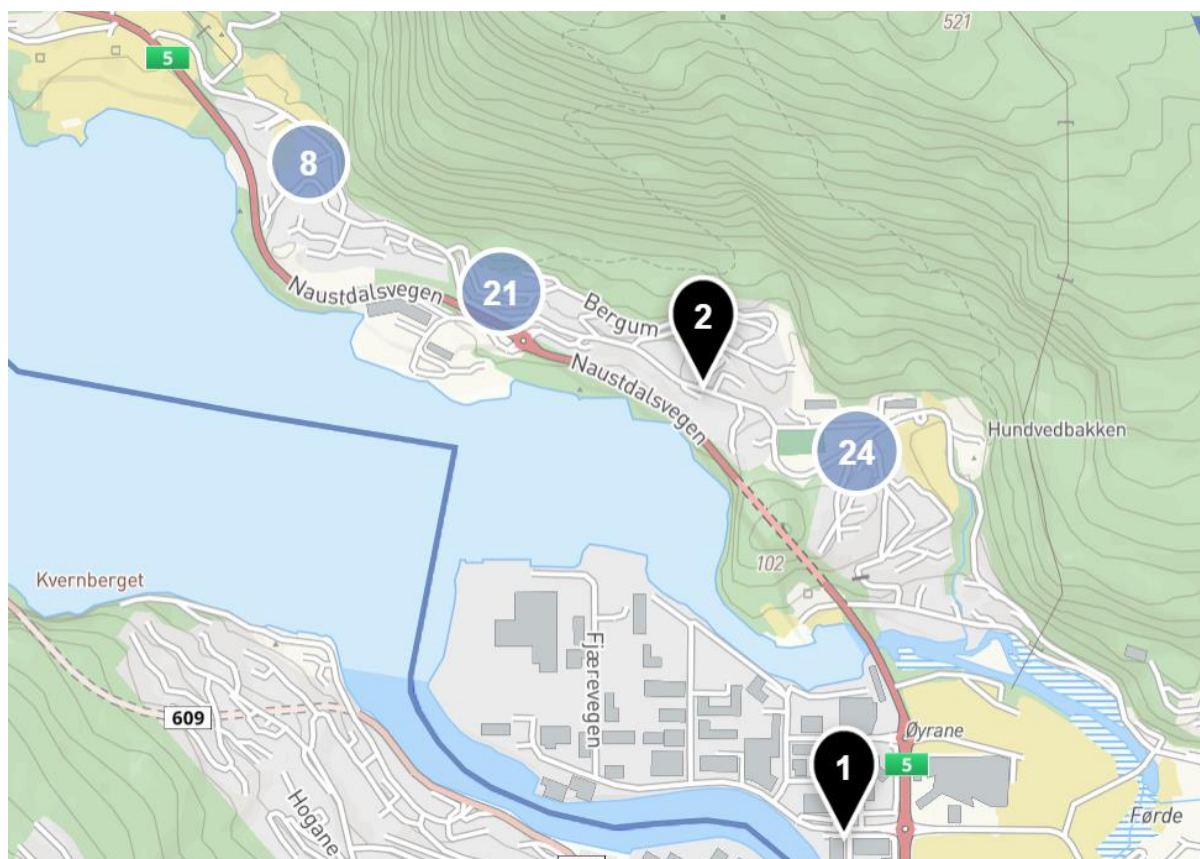 521
5
8
Naustdalsvegen
21
Bergum
2
Naustdalsvegen
Hundvedbakken
24
102
Kvernberget
Fjærevegen
609
Øyrane
1
5
Hogane
Førde